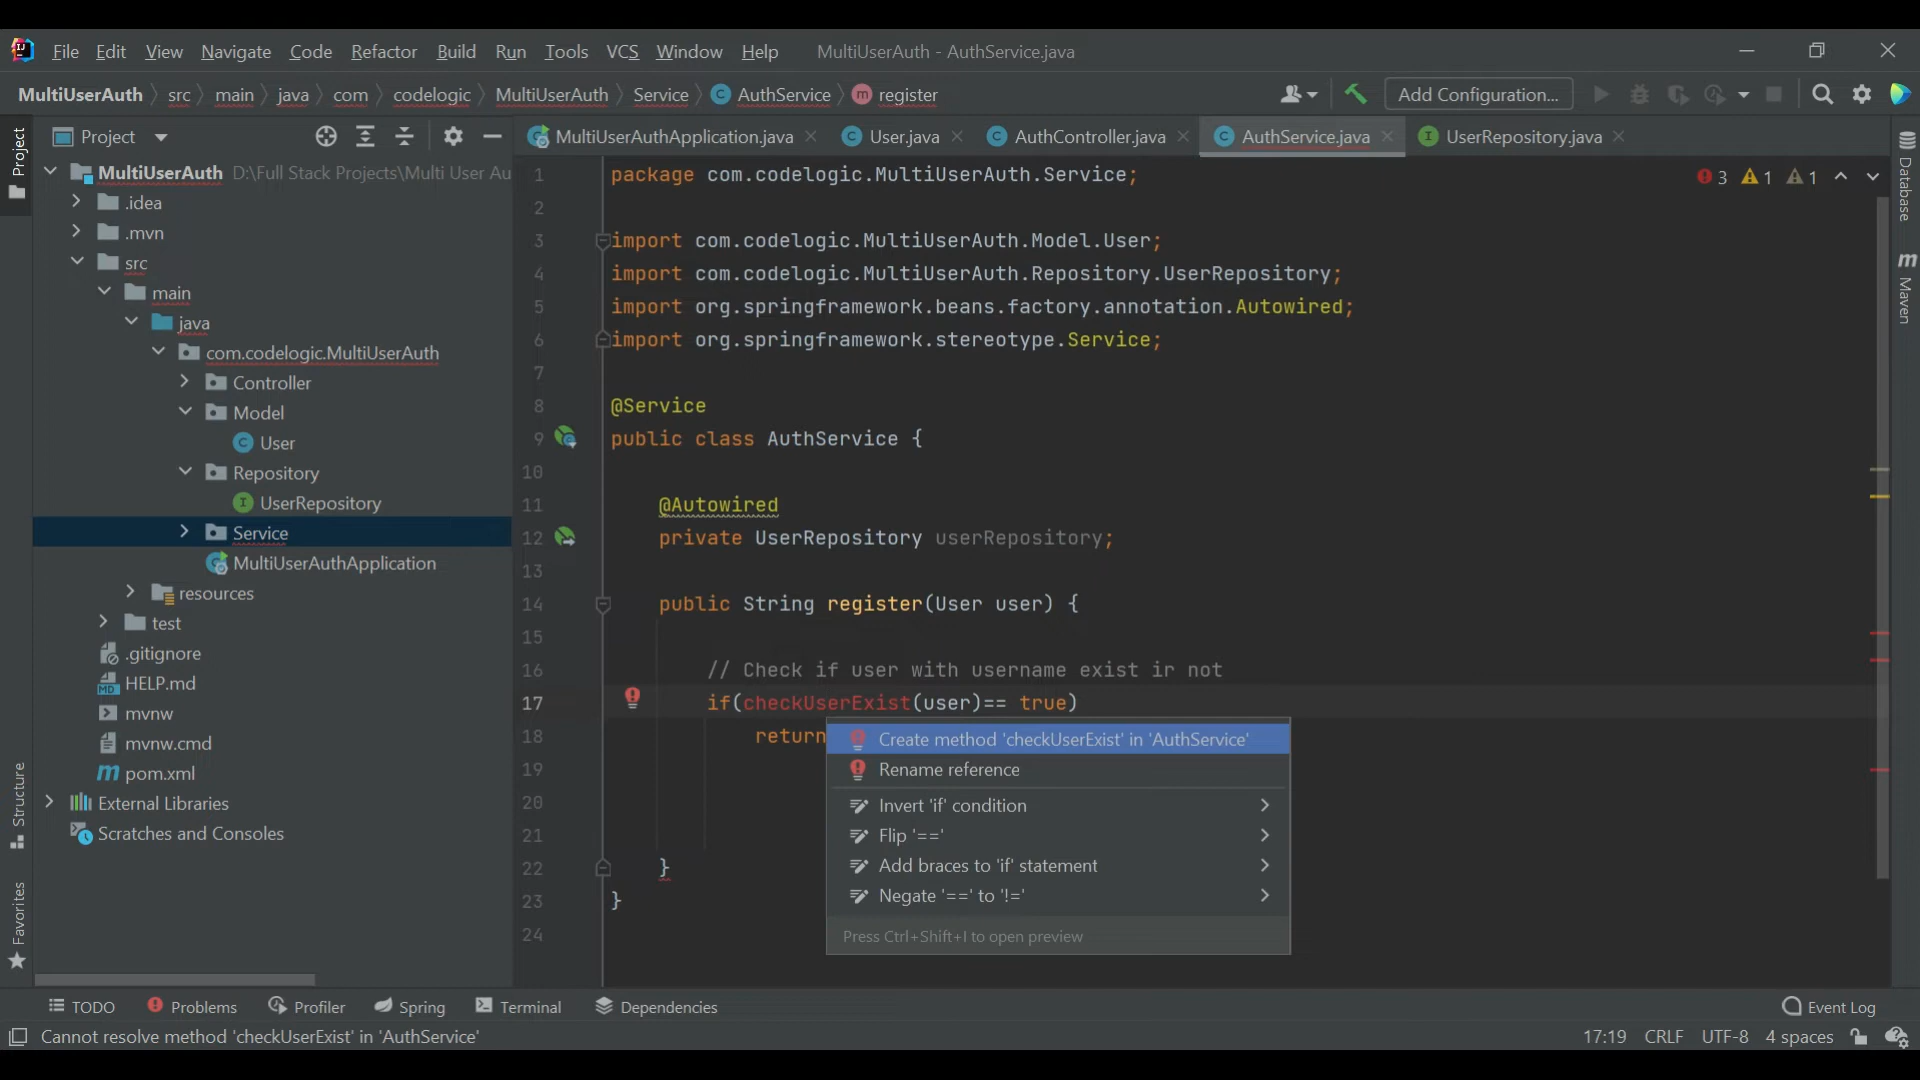 File Edit View Navigate Code Refactor Build Run Tools VCS Window Help MultiUserAuth - AuthService.java
MultiUserAuth src main java com codelogic MultiUserAuth Service AuthService register Add Configuration...
Project
MultiUserAuthApplication.java User.java AuthController.java AuthService.java UserRepository.java
MultiUserAuth D:\Full Stack Projects\Multi User Au
.idea
.mvn
src
main
java
com.codelogic.MultiUserAuth
Controller
Model
User
Repository
UserRepository
Service
MultiUserAuthApplication
resources
test
.gitignore
HELP.md
mvnw
mvnw.cmd
pom.xml
External Libraries
Scratches and Consoles
Project
Structure
Favorites
3 1 1
1 package com.codelogic.MultiUserAuth.Service;
2
3 import com.codelogic.MultiUserAuth.Model.User;
4 import com.codelogic.MultiUserAuth.Repository.UserRepository;
5 import org.springframework.beans.factory.annotation.Autowired;
6 import org.springframework.stereotype.Service;
7
8 @Service
9 public class AuthService {
10
11 @Autowired
12 private UserRepository userRepository;
13
14 public String register(User user) {
15
16 // Check if user with username exist ir not
17 if(checkUserExist(user)== true)
18 return
19
20
21
22 }
23 }
24
Create method 'checkUserExist' in 'AuthService'
Rename reference
Invert 'if' condition
Flip '=='
Add braces to 'if' statement
Negate '==' to '!='
Press Ctrl+Shift+I to open preview
Database
Maven
TODO Problems Profiler Spring Terminal Dependencies Event Log
Cannot resolve method 'checkUserExist' in 'AuthService' 17:19 CRLF UTF-8 4 spaces